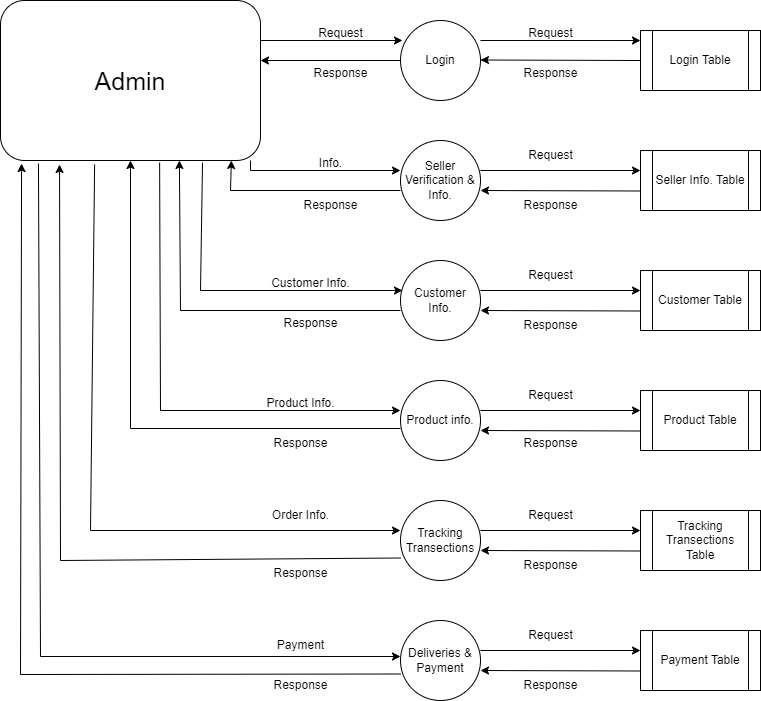 Admin
Request
Response
Login
Request
Response
Login Table
Info.
Response
Seller
Verification &
Info.
Request
Response
Seller Info. Table
Customer Info.
Response
Customer
Info.
Request
Response
Customer Table
Product Info.
Response
Product info.
Request
Response
Product Table
Order Info.
Response
Tracking
Transections
Request
Response
Tracking
Transections
Table
Payment
Response
Deliveries &
Payment
Request
Response
Payment Table